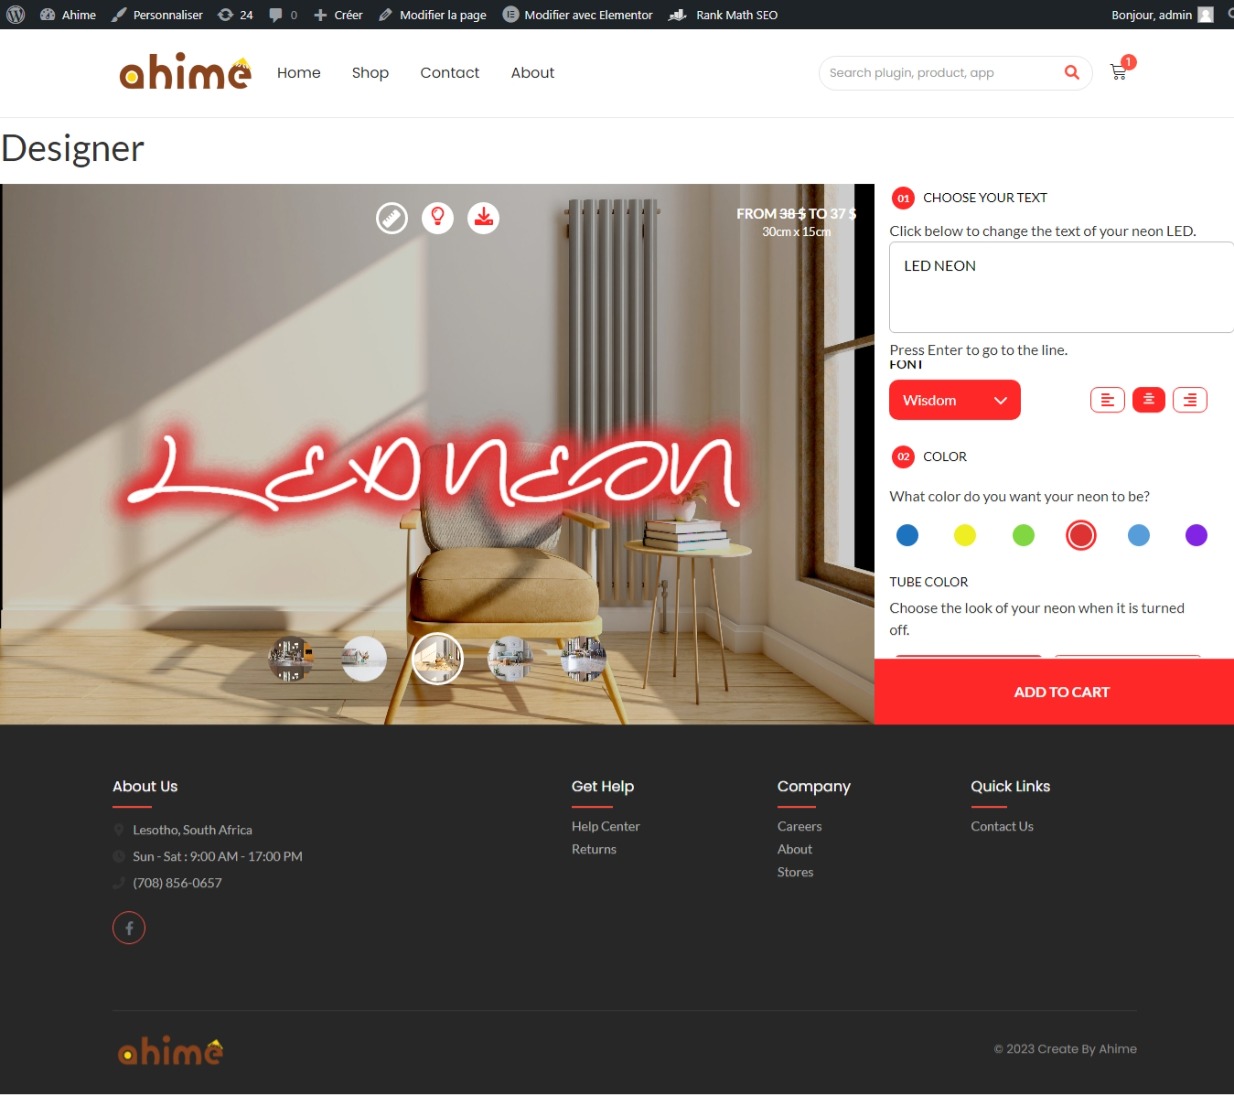 Ahime Personnaliser 24 0 Créer Modifier la page Modifier avec Elementor Rank Math SEO Bonjour, admin
ahime Home Shop Contact About Search plugin, product, app 1
Designer
FROM 38 $ TO 37 $
30cm x 15cm
LED NEON
01 CHOOSE YOUR TEXT
Click below to change the text of your neon LED.
LED NEON
Press Enter to go to the line.
FONT
Wisdom
02 COLOR
What color do you want your neon to be?
TUBE COLOR
Choose the look of your neon when it is turned
off.
ADD TO CART
About Us
Lesotho, South Africa
Sun - Sat : 9:00 AM - 17:00 PM
(708) 856-0657
Get Help
Help Center
Returns
Company
Careers
About
Stores
Quick Links
Contact Us
ahime
© 2023 Create By Ahime